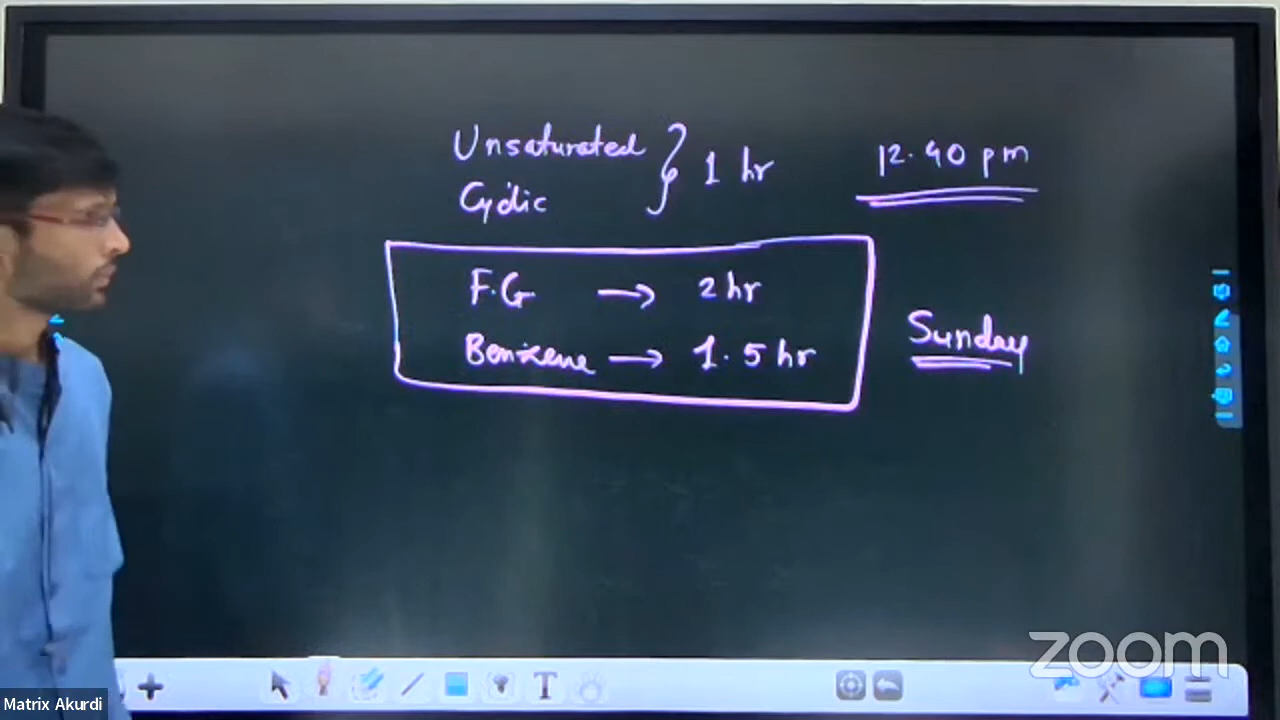 Unsaturated } 1 hr 12.40 pm
Cyclic
F.G → 2 hr
Benzene → 1.5 hr
Sunday
zoom
Matrix Akurdi